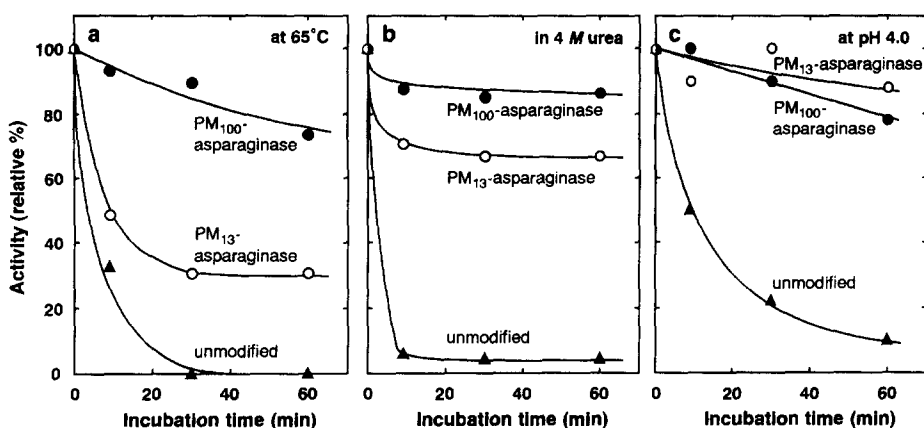 a at 65°C
b in 4 M urea
c at pH 4.0
Activity (relative %)
100
80
60
40
20
0
PM100-
asparaginase
PM13-
asparaginase
unmodified
PM100-asparaginase
PM13-asparaginase
unmodified
PM13-asparaginase
PM100-
asparaginase
unmodified
0 20 40 60
0 20 40 60
0 20 40 60
Incubation time (min)
Incubation time (min)
Incubation time (min)